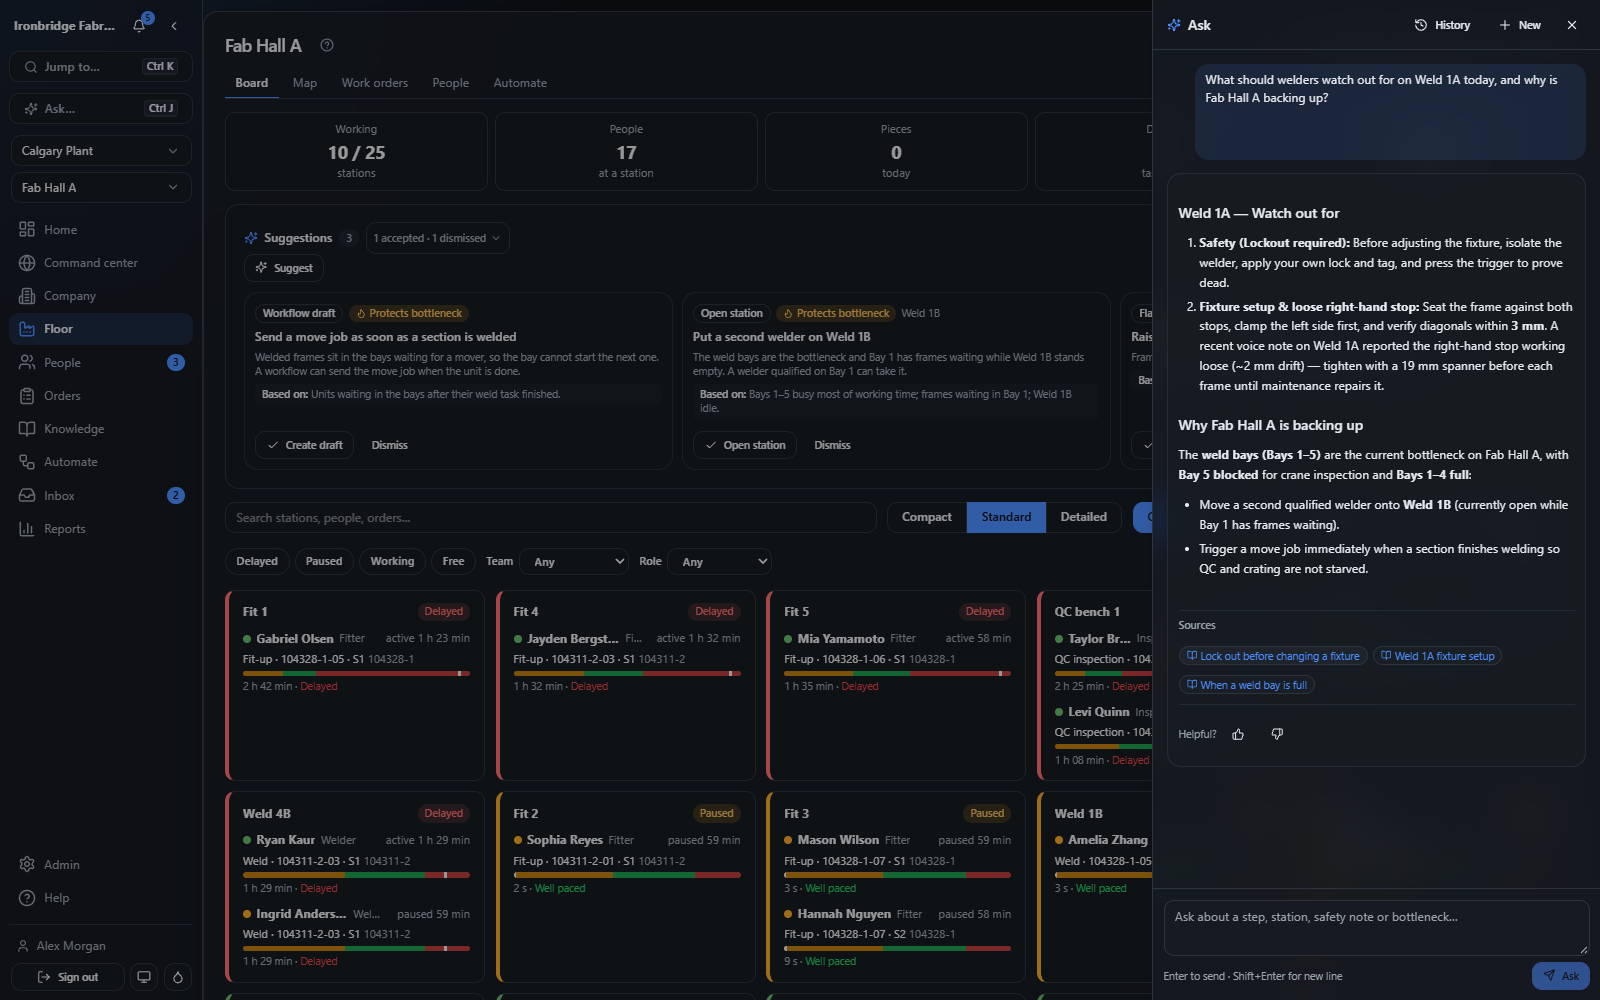 Ironbridge Fabr...
5
Jump to...
Ctrl K
Ask...
Ctrl J
Calgary Plant
Fab Hall A
Home
Command center
Company
Floor
People
3
Orders
Knowledge
Automate
Inbox
2
Reports
Admin
Help
Alex Morgan
Sign out
Fab Hall A
Board
Map
Work orders
People
Automate
Working
10 / 25
stations
People
17
at a station
Pieces
0
today
Suggestions
3
1 accepted · 1 dismissed
Suggest
Workflow draft
Protects bottleneck
Send a move job as soon as a section is welded
Welded frames sit in the bays waiting for a mover, so the bay cannot start the next one.
A workflow can send the move job when the unit is done.
Based on: Units waiting in the bays after their weld task finished.
Create draft
Dismiss
Open station
Protects bottleneck
Weld 1B
Put a second welder on Weld 1B
The weld bays are the bottleneck and Bay 1 has frames waiting while Weld 1B stands
empty. A welder qualified on Bay 1 can take it.
Based on: Bays 1–5 busy most of working time; frames waiting in Bay 1; Weld 1B
idle.
Open station
Dismiss
Search stations, people, orders...
Compact
Standard
Detailed
Delayed
Paused
Working
Free
Team
Any
Role
Any
Fit 1
Delayed
Gabriel Olsen Fitter active 1 h 23 min
Fit-up · 104328-1-05 · S1 104328-1
2 h 42 min · Delayed
Fit 4
Delayed
Jayden Bergst... Fi... active 1 h 32 min
Fit-up · 104311-2-03 · S1 104311-2
1 h 32 min · Delayed
Fit 5
Delayed
Mia Yamamoto Fitter active 58 min
Fit-up · 104328-1-06 · S1 104328-1
1 h 35 min · Delayed
QC bench 1
Taylor Br...
QC inspection · 104
2 h 25 min · Delayed
Levi Quinn
QC inspection · 104
1 h 08 min · Delayed
Weld 4B
Delayed
Ryan Kaur Welder active 1 h 29 min
Weld · 104311-2-03 · S1 104311-2
1 h 29 min · Delayed
Ingrid Anders... Wel... paused 59 min
Weld · 104311-2-03 · S1 104311-2
1 h 29 min · Delayed
Fit 2
Paused
Sophia Reyes Fitter paused 59 min
Fit-up · 104311-2-01 · S1 104311-2
2 s · Well paced
Fit 3
Paused
Mason Wilson Fitter paused 59 min
Fit-up · 104328-1-07 · S1 104328-1
3 s · Well paced
Hannah Nguyen Fitter paused 58 min
Fit-up · 104328-1-07 · S2 104328-1
9 s · Well paced
Weld 1B
Amelia Zhang
Weld · 104328-1-05
3 s · Well paced
Ask
History
New
What should welders watch out for on Weld 1A today, and why is
Fab Hall A backing up?
Weld 1A — Watch out for
1. Safety (Lockout required): Before adjusting the fixture, isolate the
welder, apply your own lock and tag, and press the trigger to prove
dead.
2. Fixture setup & loose right-hand stop: Seat the frame against both
stops, clamp the left side first, and verify diagonals within 3 mm. A
recent voice note on Weld 1A reported the right-hand stop working
loose (~2 mm drift) — tighten with a 19 mm spanner before each
frame until maintenance repairs it.
Why Fab Hall A is backing up
The weld bays (Bays 1–5) are the current bottleneck on Fab Hall A, with
Bay 5 blocked for crane inspection and Bays 1–4 full:
• Move a second qualified welder onto Weld 1B (currently open while
Bay 1 has frames waiting).
• Trigger a move job immediately when a section finishes welding so
QC and crating are not starved.
Sources
Lock out before changing a fixture
Weld 1A fixture setup
When a weld bay is full
Helpful?
Ask about a step, station, safety note or bottleneck...
Enter to send · Shift+Enter for new line
Ask